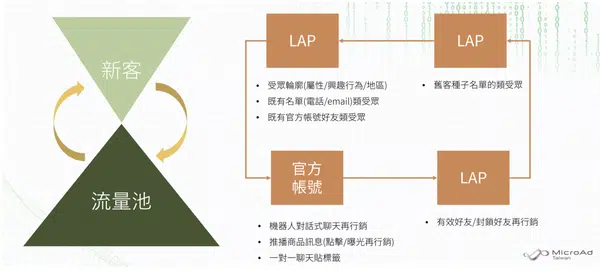 新客
流量池
LAP
• 受眾輪廓(屬性/興趣行為/地區)
• 既有名單(電話/email)類受眾
• 既有官方帳號好友類受眾
LAP
• 舊客種子名單的類受眾
官方
帳號
• 機器人對話式聊天再行銷
• 推播商品訊息(點擊/曝光再行銷)
• 一對一聊天貼標籤
LAP
• 有效好友/封鎖好友再行銷
MicroAd
Taiwan